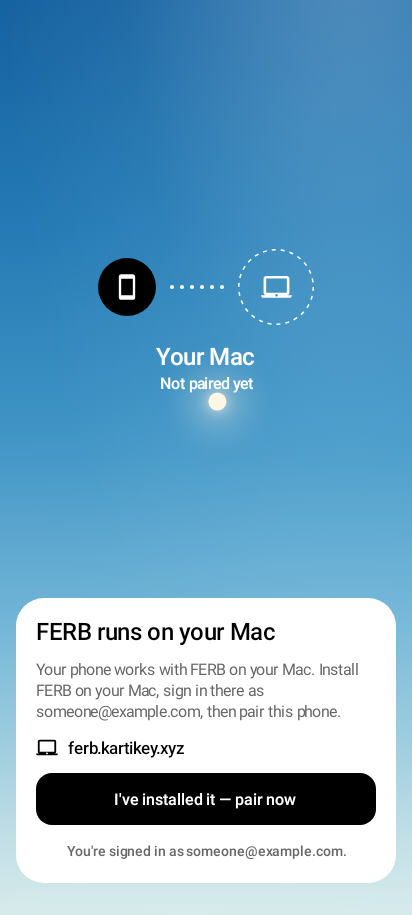 Your Mac
Not paired yet
FERB runs on your Mac
Your phone works with FERB on your Mac. Install
FERB on your Mac, sign in there as
someone@example.com, then pair this phone.
ferb.kartikey.xyz
I've installed it — pair now
You're signed in as someone@example.com.